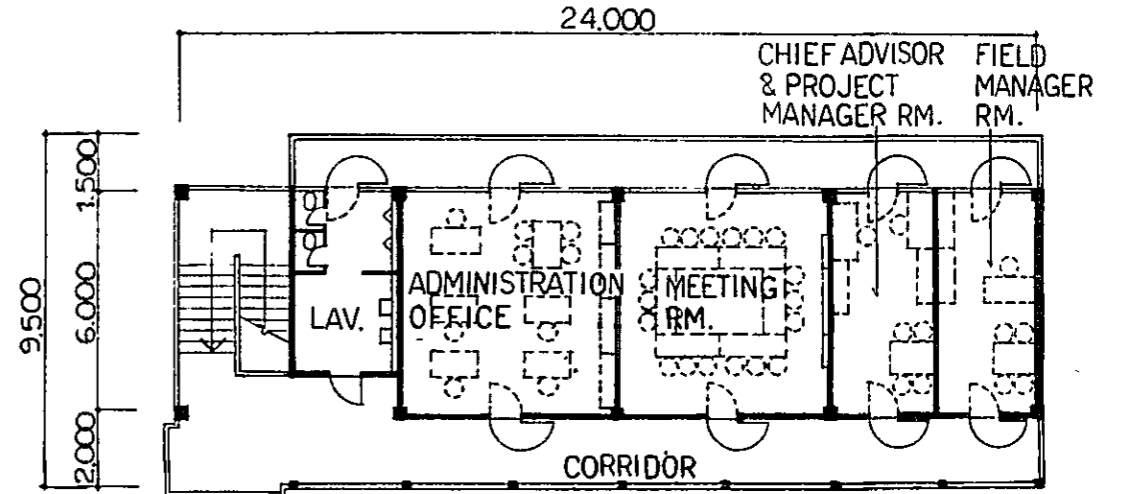 24.000
CHIEF ADVISOR
& PROJECT
MANAGER RM.
FIELD
MANAGER
RM.
1.500
6.000
9.500
2.000
LAV.
ADMINISTRATION
OFFICE
MEETING
RM.
CORRIDOR